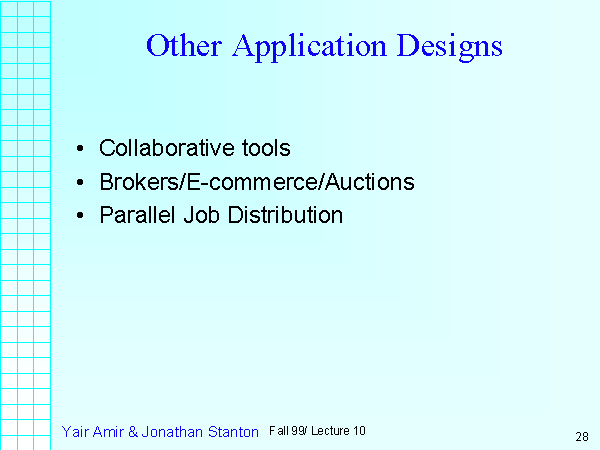 Other Application Designs
• Collaborative tools
• Brokers/E-commerce/Auctions
• Parallel Job Distribution
Yair Amir & Jonathan Stanton Fall 99/ Lecture 10
28